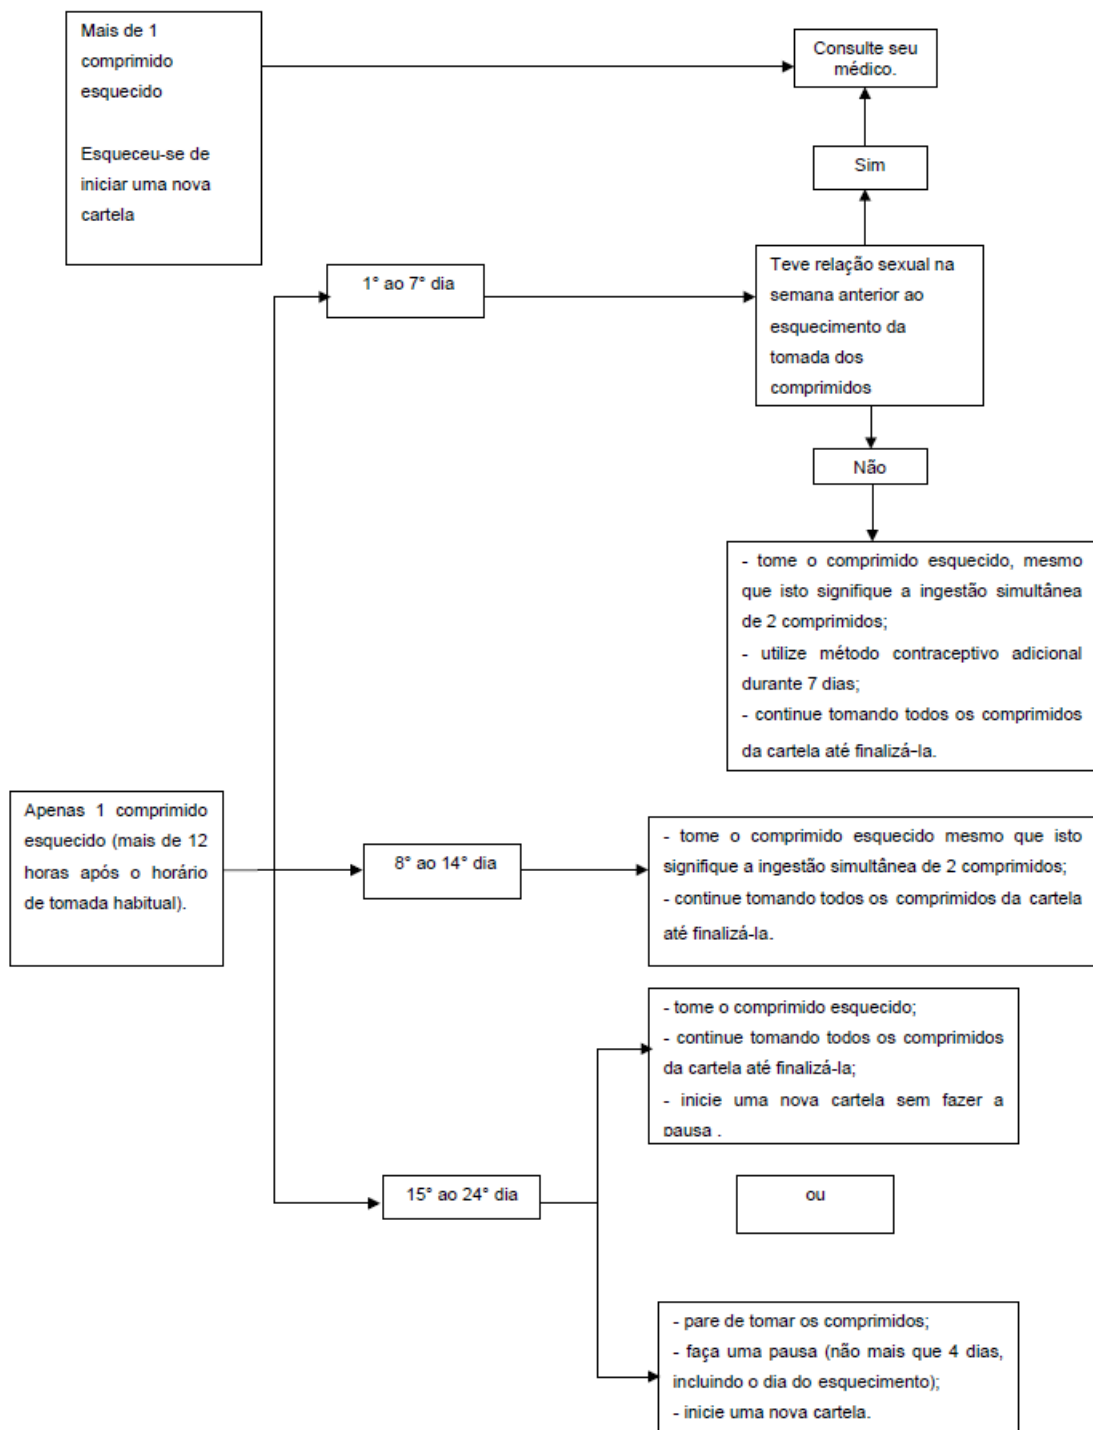 Mais de 1
comprimido
esquecido
Esqueceu-se de
iniciar uma nova
cartela
Consulte seu
médico.
Sim
1° ao 7° dia
Teve relação sexual na
semana anterior ao
esquecimento da
tomada dos
comprimidos
Não
- tome o comprimido esquecido, mesmo
que isto signifique a ingestão simultânea
de 2 comprimidos;
- utilize método contraceptivo adicional
durante 7 dias;
- continue tomando todos os comprimidos
da cartela até finalizá-la.
Apenas 1 comprimido
esquecido (mais de 12
horas após o horário
de tomada habitual).
8° ao 14° dia
- tome o comprimido esquecido mesmo que isto
signifique a ingestão simultânea de 2 comprimidos;
- continue tomando todos os comprimidos da cartela
até finalizá-la.
- tome o comprimido esquecido;
- continue tomando todos os comprimidos
da cartela até finalizá-la;
- inicie uma nova cartela sem fazer a
pausa .
15° ao 24° dia
ou
- pare de tomar os comprimidos;
- faça uma pausa (não mais que 4 dias,
incluindo o dia do esquecimento);
- inicie uma nova cartela.